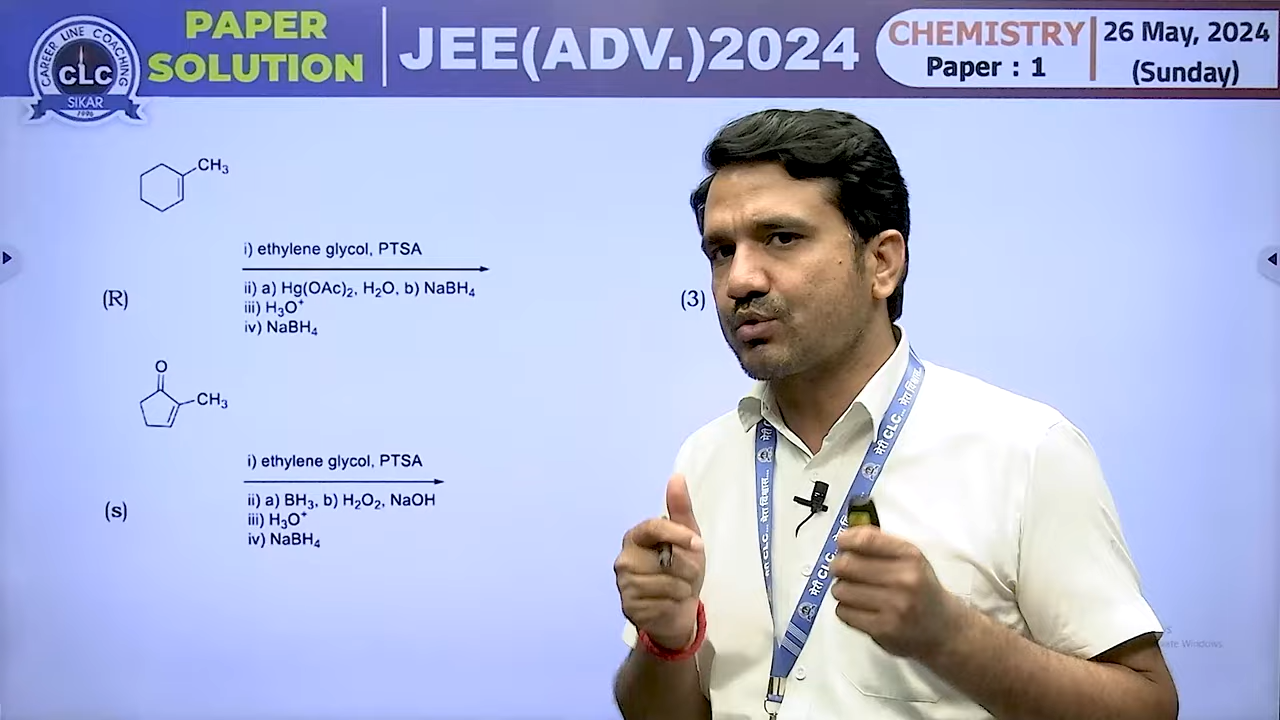 CAREER LINE COACHING
CLC
SIKAR
1996
PAPER
SOLUTION
JEE(ADV.)2024
CHEMISTRY
Paper : 1
26 May, 2024
(Sunday)
CH₃
i) ethylene glycol, PTSA
(R)
ii) a) Hg(OAc)₂, H₂O, b) NaBH₄
iii) H₃O⁺
iv) NaBH₄
(3)
O
CH₃
i) ethylene glycol, PTSA
(s)
ii) a) BH₃, b) H₂O₂, NaOH
iii) H₃O⁺
iv) NaBH₄
मेरी CLC... मेरा विश्वास...
Windows